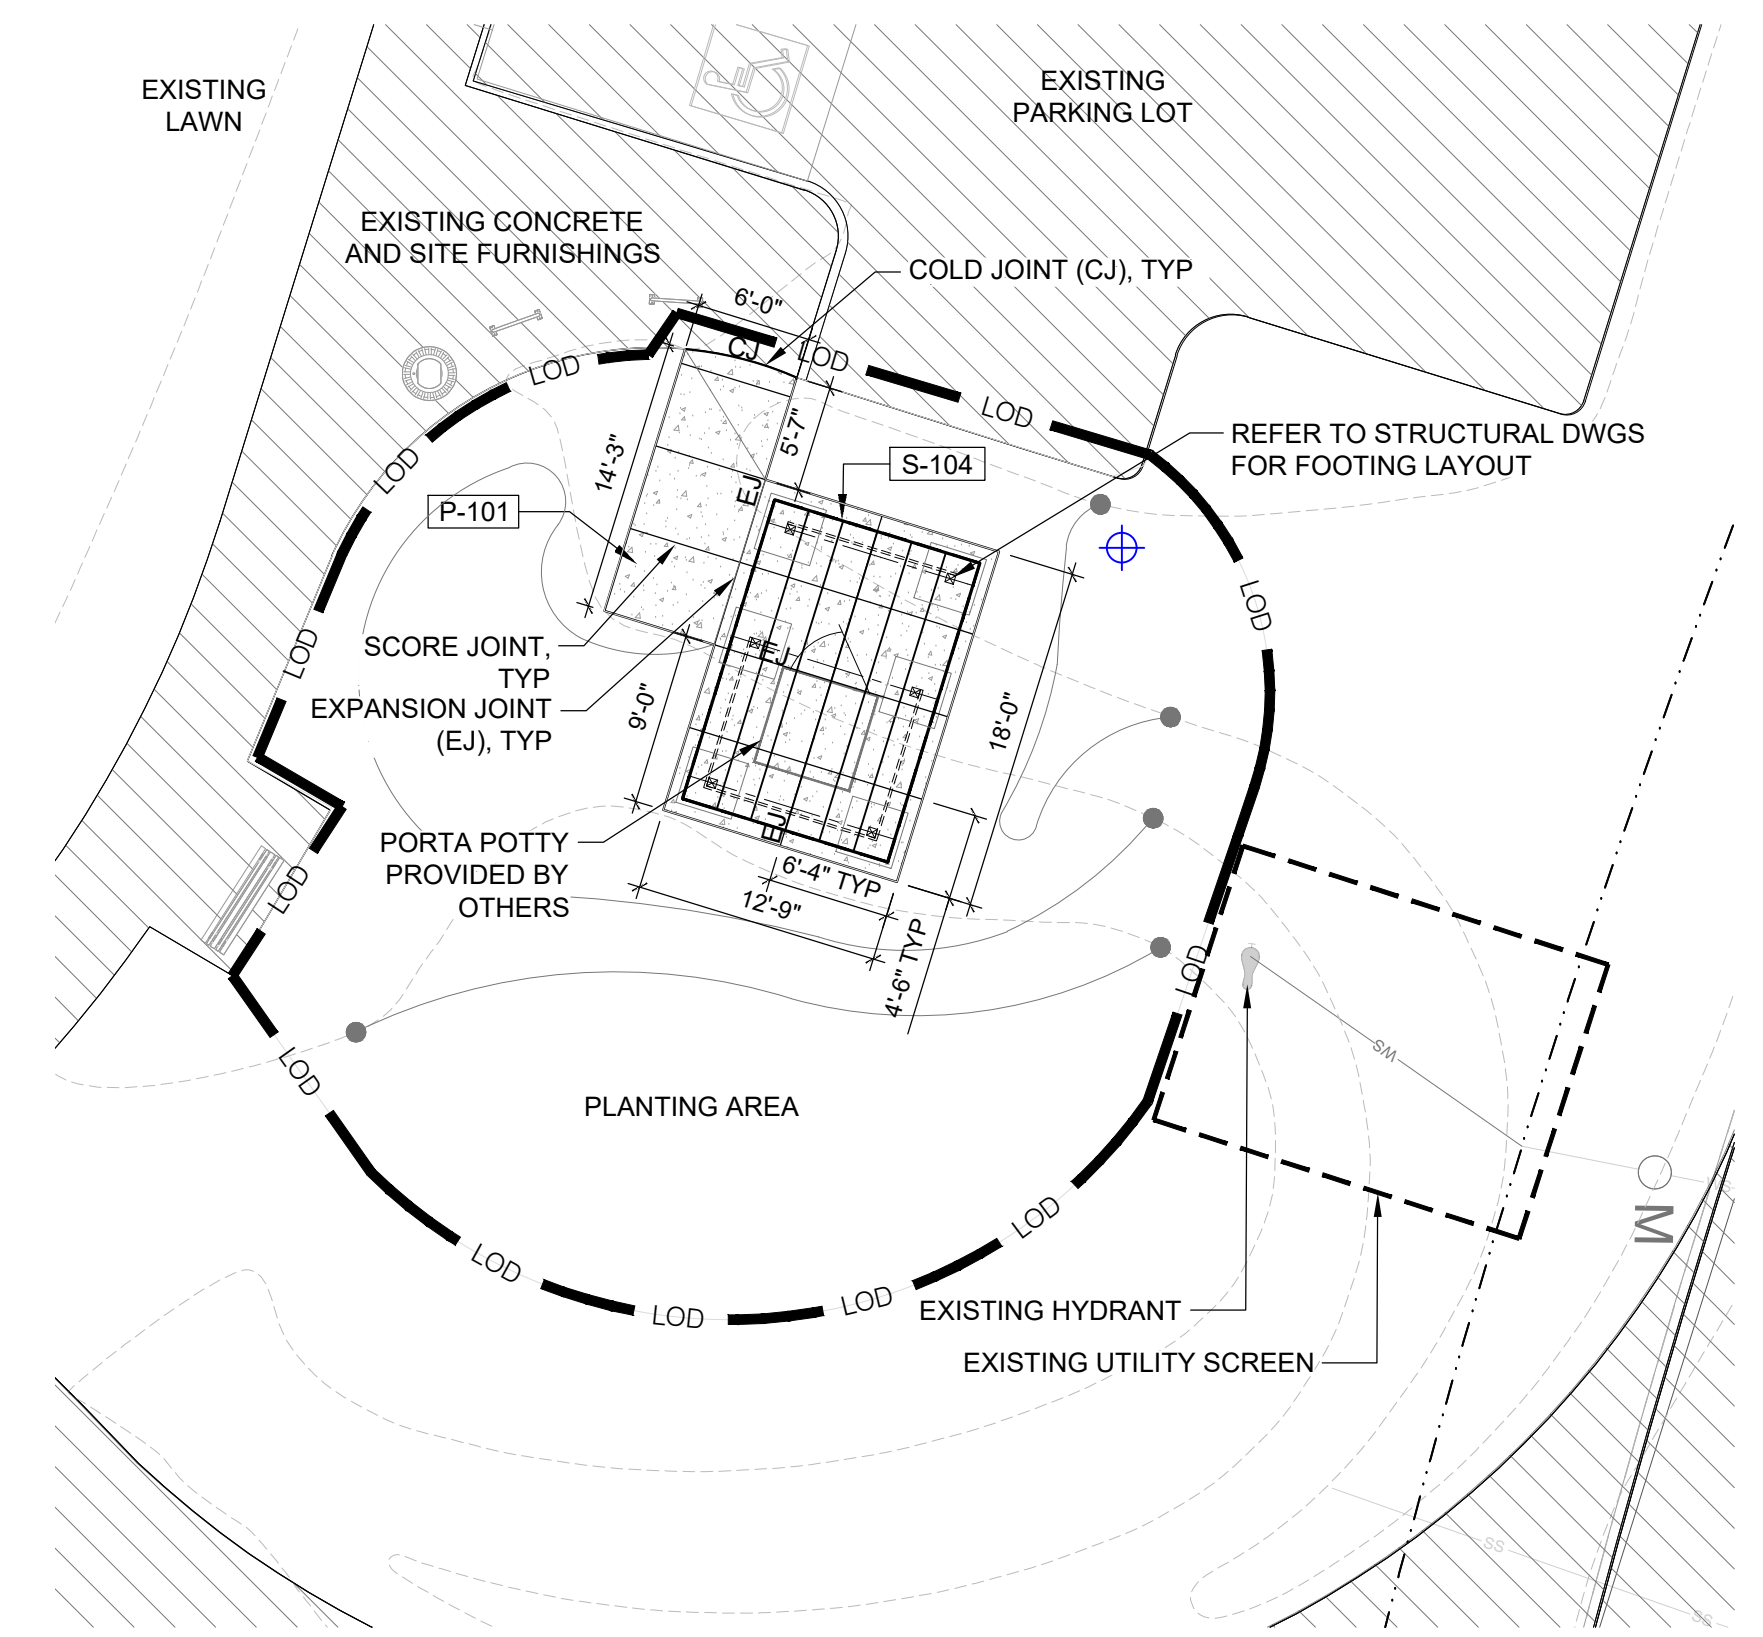 EXISTING
LAWN
EXISTING
PARKING LOT
EXISTING CONCRETE
AND SITE FURNISHINGS
COLD JOINT (CJ), TYP
6'-0"
CJ
LOD
LOD
LOD
LOD
5'-7"
14'-3"
REFER TO STRUCTURAL DWGS
FOR FOOTING LAYOUT
S-104
P-101
EJ
LOD
LOD
LOD
SCORE JOINT,
TYP
EJ
EXPANSION JOINT
(EJ), TYP
9'-0"
18'-0"
PORTA POTTY
PROVIDED BY
OTHERS
EJ
6'-4" TYP
12'-9"
4'-6" TYP
LOD
LOD
WS
LOD
PLANTING AREA
M
LOD
LOD
LOD
LOD
EXISTING HYDRANT
EXISTING UTILITY SCREEN
SS
SS